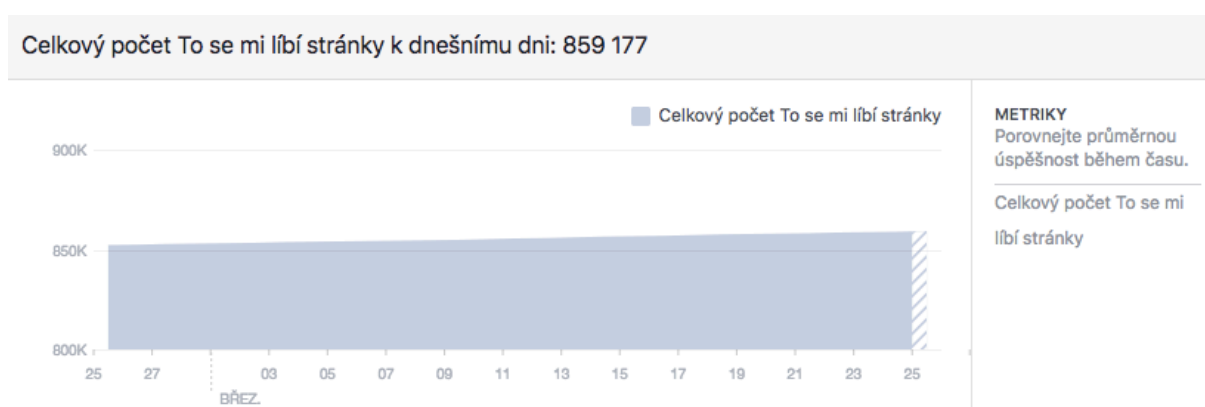 Celkový počet To se mi líbí stránky k dnešnímu dni: 859 177
Celkový počet To se mi líbí stránky
METRIKY
Porovnejte průměrnou
úspěšnost během času.
Celkový počet To se mi
líbí stránky
900K
850K
800K
25 27 03 05 07 09 11 13 15 17 19 21 23 25
BŘEZ.